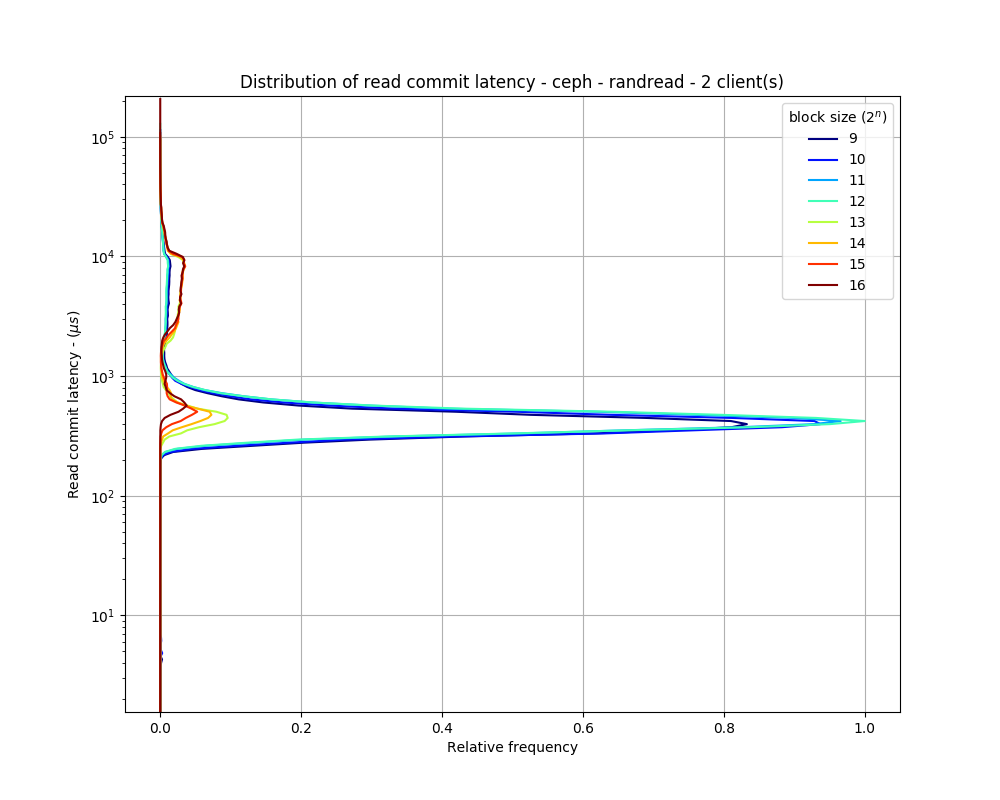 Distribution of read commit latency - ceph - randread - 2 client(s)
block size (2ⁿ)
9
10
11
12
13
14
15
16
10⁵
10⁴
10³
10²
10¹
Read commit latency - (μs)
0.0 0.2 0.4 0.6 0.8 1.0
Relative frequency